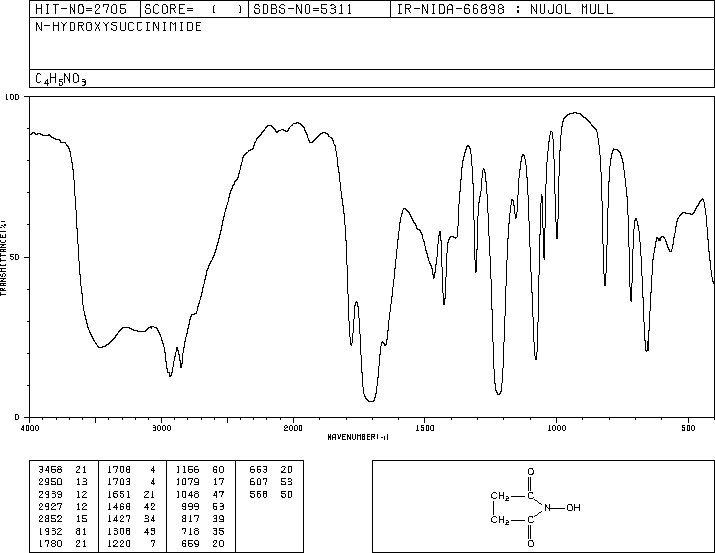 HIT-NO=2705 SCORE= ( ) SDBS-NO=5311 IR-NIDA-66898 : NUJOL MULL
N-HYDROXYSUCCINIMIDE
C4H5NO3
100
50
0
TRANSMITTANCE(%)
4000 3000 2000 1500 1000 500
WAVENUMBER(-1)
3468 21 1708 4 1156 60 663 20
2950 13 1703 4 1079 17 607 53
2939 12 1651 21 1048 47 568 50
2927 12 1468 42 999 53
2852 15 1427 34 817 39
1932 81 1308 43 718 35
1780 21 1220 7 659 20
O
CH2 C
N OH
CH2 C
O